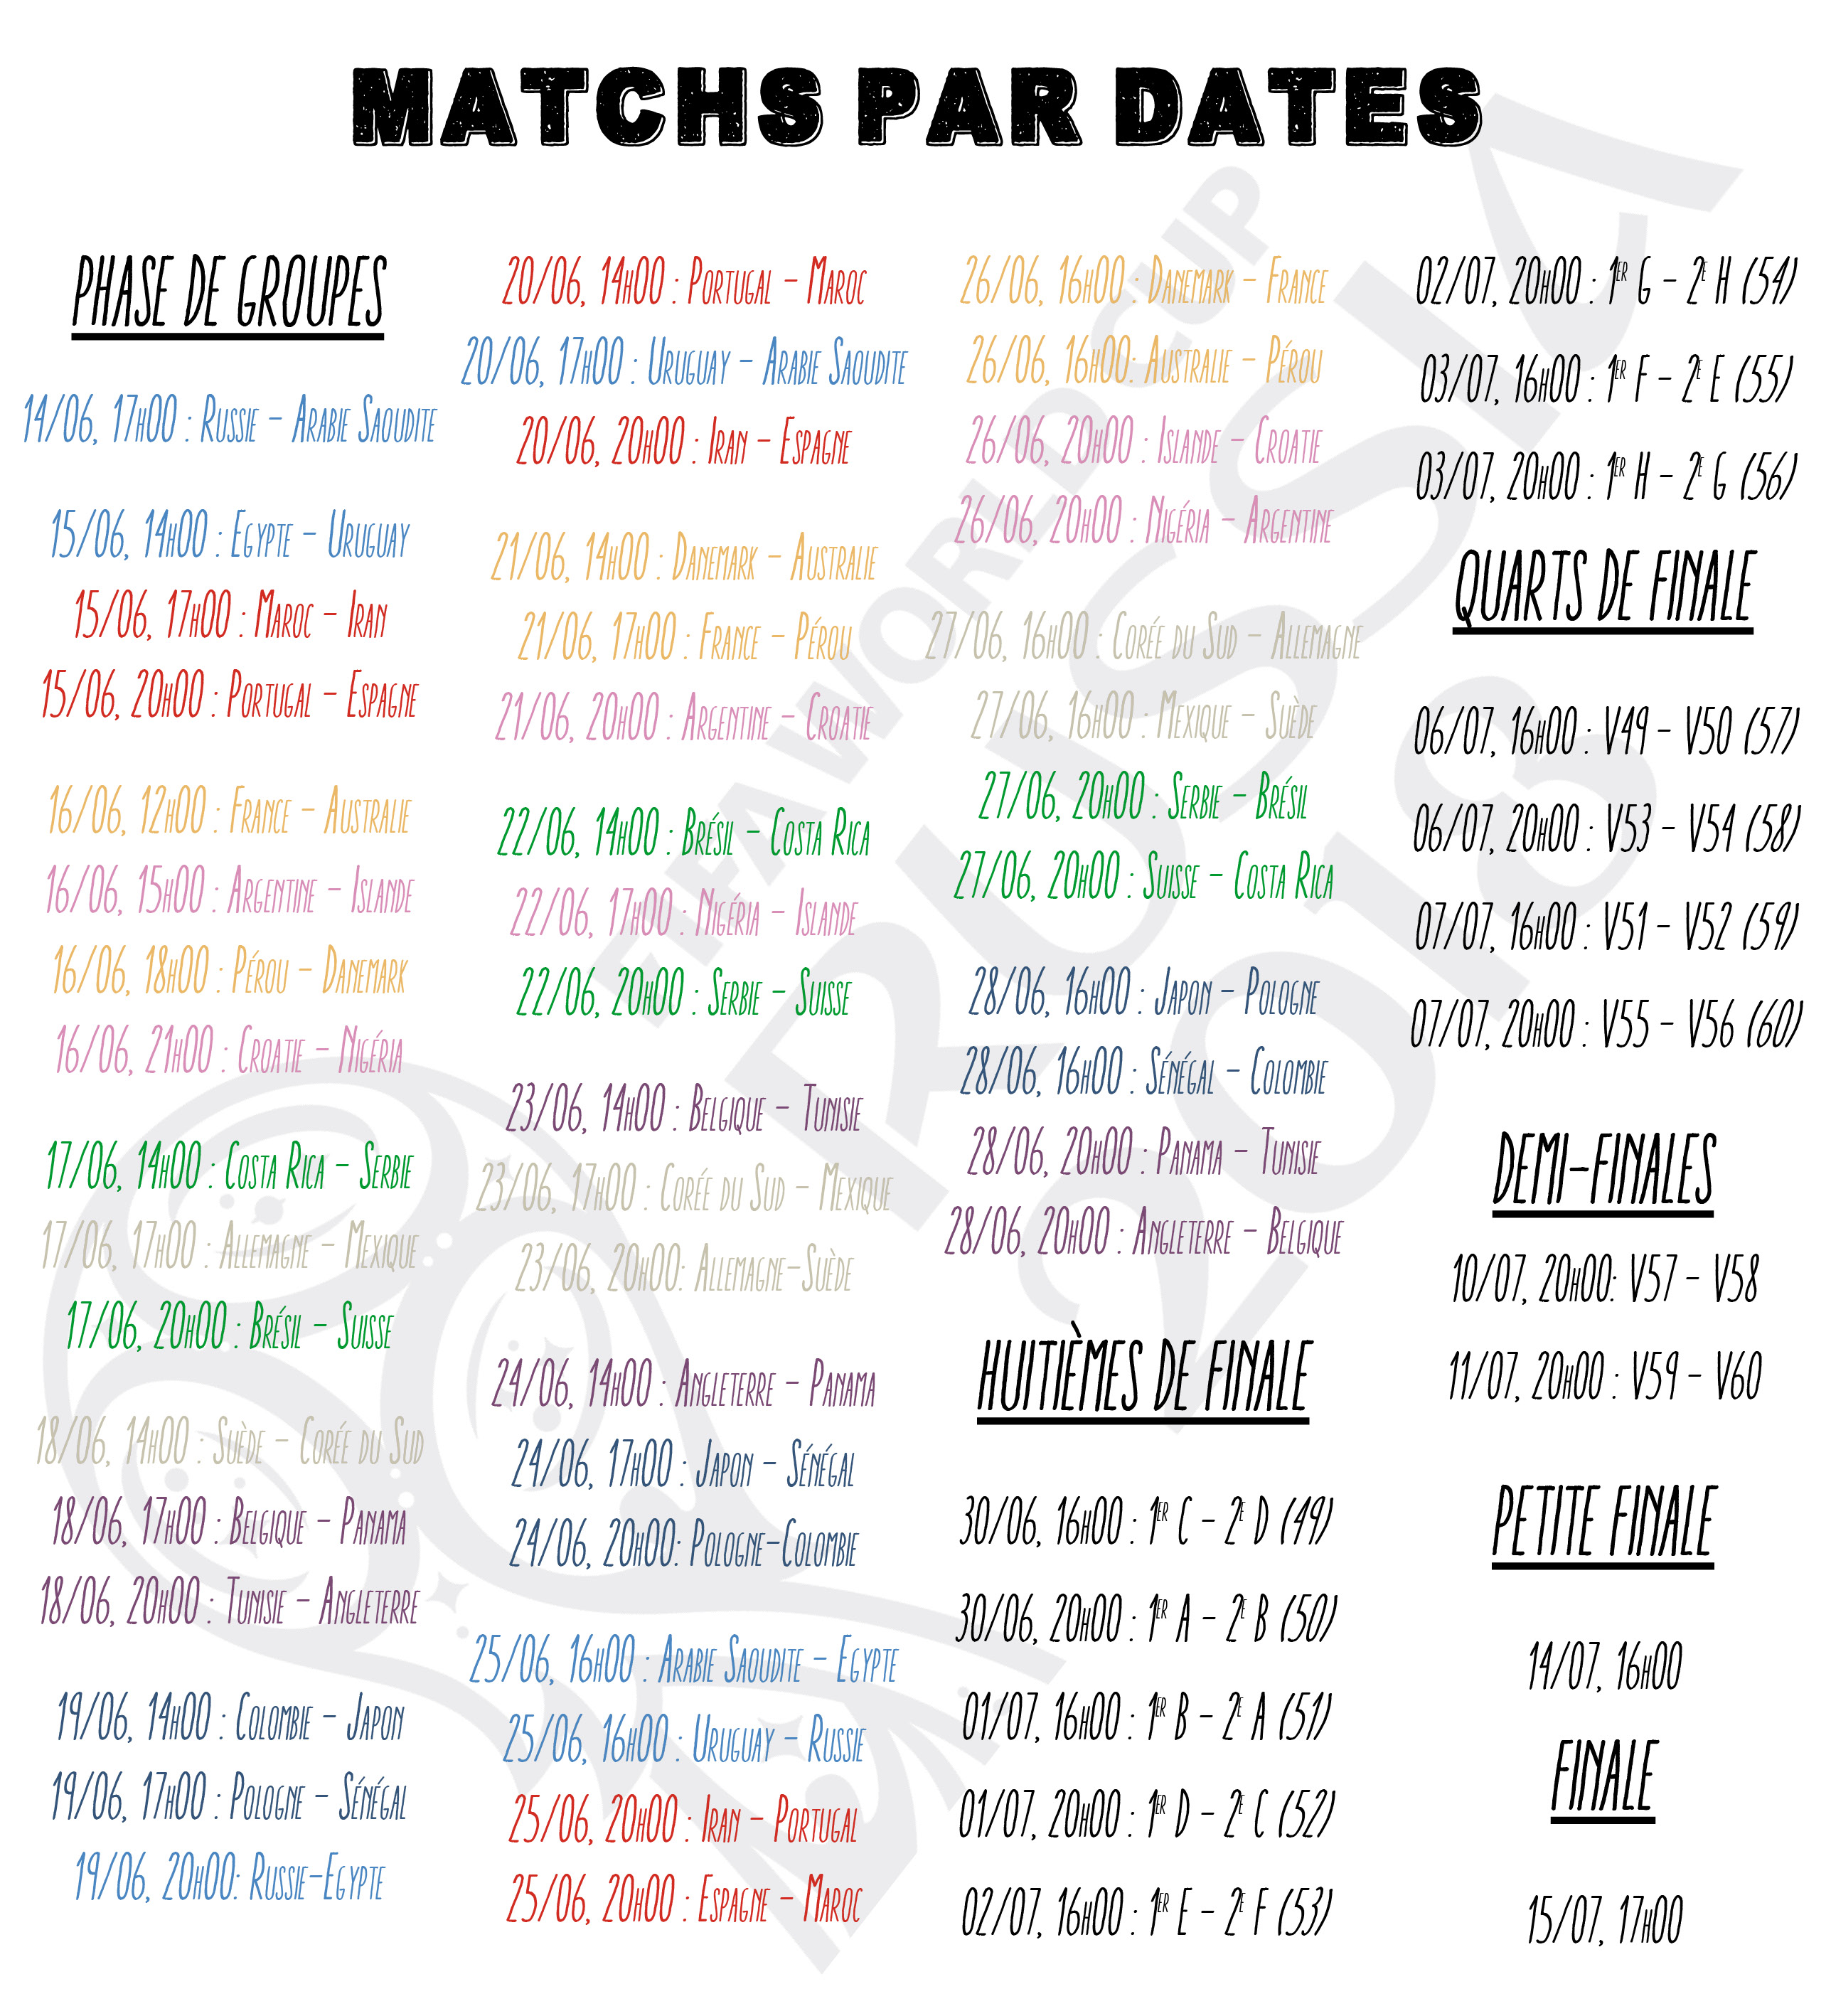 MATCHS PAR DATES
PHASE DE GROUPES
14/06, 17H00 : RUSSIE – ARABIE SAOUDITE
15/06, 14H00 : EGYPTE – URUGUAY
15/06, 17H00 : MAROC – IRAN
15/06, 20H00 : PORTUGAL – ESPAGNE
16/06, 12H00 : FRANCE – AUSTRALIE
16/06, 15H00 : ARGENTINE – ISLANDE
16/06, 18H00 : PÉROU – DANEMARK
16/06, 21H00 : CROATIE – NIGÉRIA
17/06, 14H00 : COSTA RICA – SERBIE
17/06, 17H00 : ALLEMAGNE – MEXIQUE
17/06, 20H00 : BRÉSIL – SUISSE
18/06, 14H00 : SUÈDE – CORÉE DU SUD
18/06, 17H00 : BELGIQUE – PANAMA
18/06, 20H00 : TUNISIE – ANGLETERRE
19/06, 14H00 : COLOMBIE – JAPON
19/06, 17H00 : POLOGNE – SÉNÉGAL
19/06, 20H00: RUSSIE-EGYPTE
20/06, 14H00 : PORTUGAL – MAROC
20/06, 17H00 : URUGUAY – ARABIE SAOUDITE
20/06, 20H00 : IRAN – ESPAGNE
21/06, 14H00 : DANEMARK – AUSTRALIE
21/06, 17H00 : FRANCE – PÉROU
21/06, 20H00 : ARGENTINE – CROATIE
22/06, 14H00 : BRÉSIL – COSTA RICA
22/06, 17H00 : NIGÉRIA – ISLANDE
22/06, 20H00 : SERBIE – SUISSE
23/06, 14H00 : BELGIQUE – TUNISIE
23/06, 17H00 : CORÉE DU SUD – MEXIQUE
23/06, 20H00: ALLEMAGNE-SUÈDE
24/06, 14H00 : ANGLETERRE – PANAMA
24/06, 17H00 : JAPON – SÉNÉGAL
24/06, 20H00: POLOGNE-COLOMBIE
25/06, 16H00 : ARABIE SAOUDITE – EGYPTE
25/06, 16H00 : URUGUAY – RUSSIE
25/06, 20H00 : IRAN – PORTUGAL
25/06, 20H00 : ESPAGNE – MAROC
26/06, 16H00 : DANEMARK – FRANCE
26/06, 16H00: AUSTRALIE – PÉROU
26/06, 20H00 : ISLANDE – CROATIE
26/06, 20H00 : NIGÉRIA – ARGENTINE
27/06, 16H00 : CORÉE DU SUD – ALLEMAGNE
27/06, 16H00 : MEXIQUE – SUÈDE
27/06, 20H00 : SERBIE – BRÉSIL
27/06, 20H00 : SUISSE – COSTA RICA
28/06, 16H00 : JAPON – POLOGNE
28/06, 16H00 : SÉNÉGAL – COLOMBIE
28/06, 20H00 : PANAMA – TUNISIE
28/06, 20H00 : ANGLETERRE – BELGIQUE
HUITIÈMES DE FINALE
30/06, 16H00 : 1ER C – 2E D (49)
30/06, 20H00 : 1ER A – 2E B (50)
01/07, 16H00 : 1ER B – 2E A (51)
01/07, 20H00 : 1ER D – 2E C (52)
02/07, 16H00 : 1ER E – 2E F (53)
02/07, 20H00 : 1ER G – 2E H (54)
03/07, 16H00 : 1ER F – 2E E (55)
03/07, 20H00 : 1ER H – 2E G (56)
QUARTS DE FINALE
06/07, 16H00 : V49 – V50 (57)
06/07, 20H00 : V53 – V54 (58)
07/07, 16H00 : V51 – V52 (59)
07/07, 20H00 : V55 – V56 (60)
DEMI-FINALES
10/07, 20H00: V57 – V58
11/07, 20H00 : V59 – V60
PETITE FINALE
14/07, 16H00
FINALE
15/07, 17H00
FIFA WORLD CUP
RUSSIA
2018